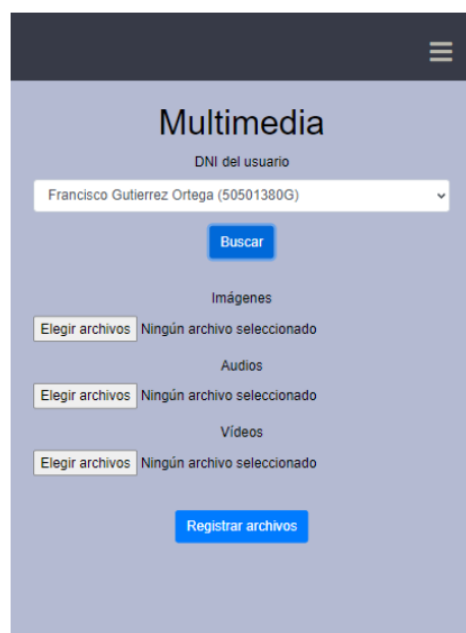 Multimedia
DNI del usuario
Francisco Gutierrez Ortega (50501380G)
Buscar
Imágenes
Elegir archivos Ningún archivo seleccionado
Audios
Elegir archivos Ningún archivo seleccionado
Vídeos
Elegir archivos Ningún archivo seleccionado
Registrar archivos